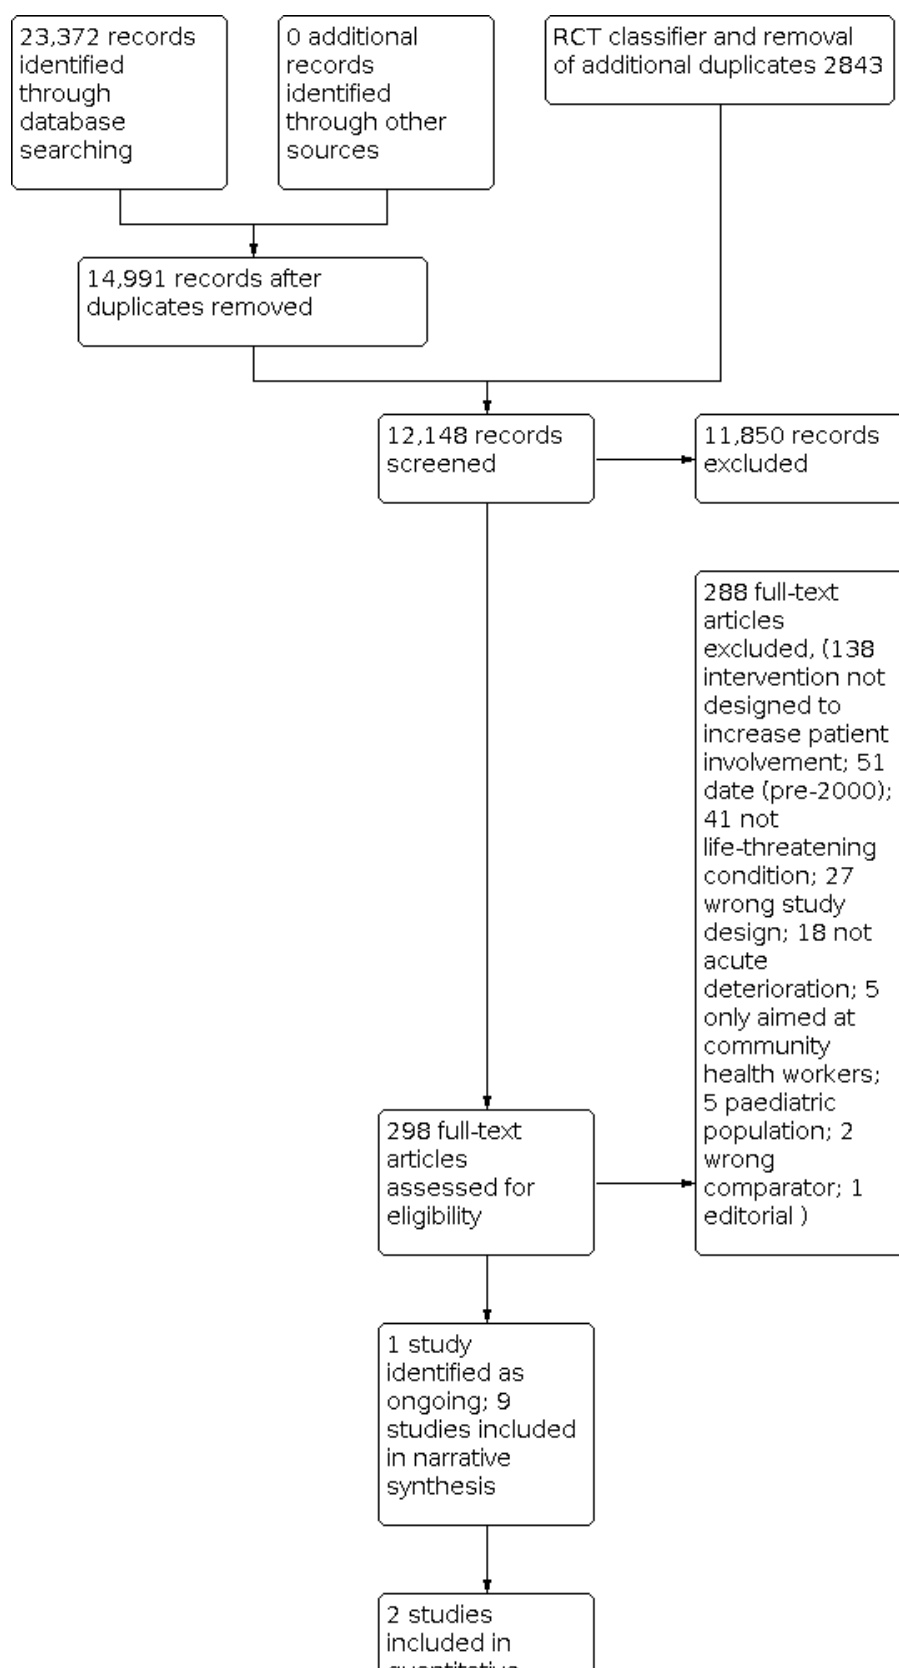 23,372 records
identified
through
database
searching
0 additional
records
identified
through other
sources
RCT classifier and removal
of additional duplicates 2843
14,991 records after
duplicates removed
12,148 records
screened
11,850 records
excluded
288 full-text
articles
excluded, (138
intervention not
designed to
increase patient
involvement; 51
date (pre-2000);
41 not
life-threatening
condition; 27
wrong study
design; 18 not
acute
deterioration; 5
only aimed at
community
health workers;
5 paediatric
population; 2
wrong
comparator; 1
editorial )
298 full-text
articles
assessed for
eligibility
1 study
identified as
ongoing; 9
studies included
in narrative
synthesis
2 studies
included in
quantitative